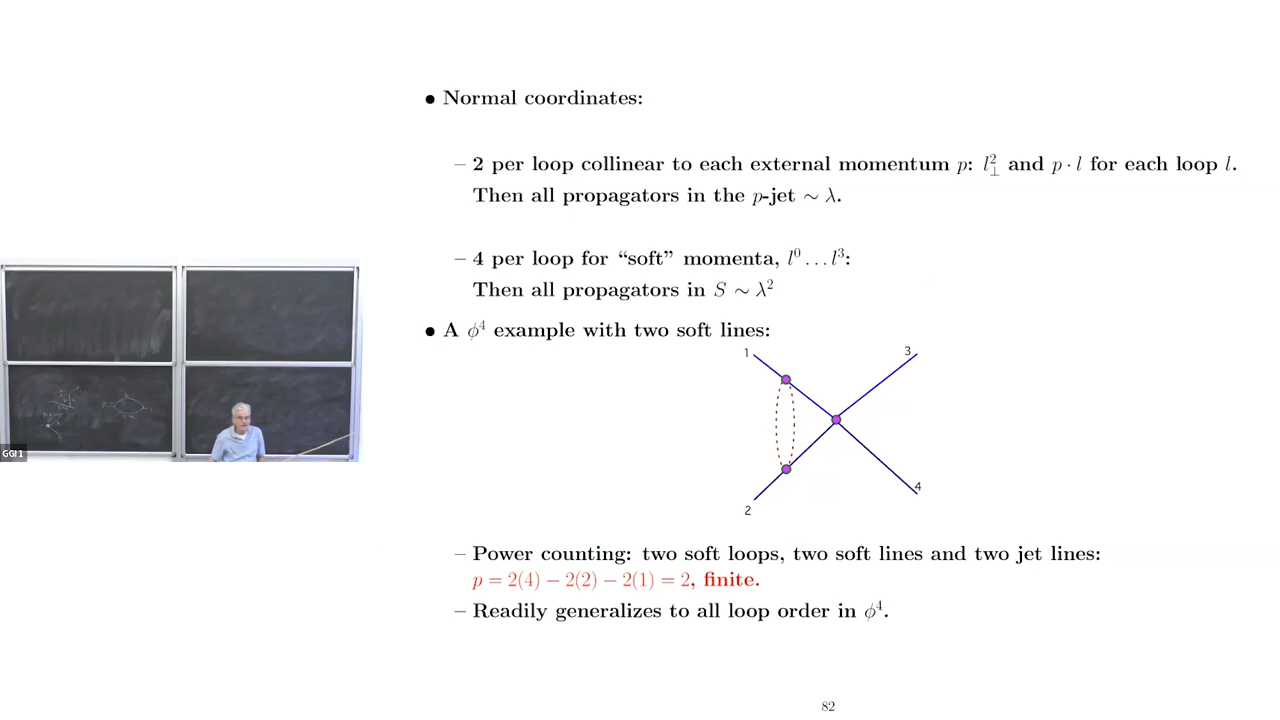 • Normal coordinates:
– 2 per loop collinear to each external momentum p: l²⊥ and p · l for each loop l.
Then all propagators in the p-jet ∼ λ.
– 4 per loop for “soft” momenta, l⁰ . . . l³:
Then all propagators in S ∼ λ²
• A ϕ⁴ example with two soft lines:
1 3
2 4
– Power counting: two soft loops, two soft lines and two jet lines:
p = 2(4) − 2(2) − 2(1) = 2, finite.
– Readily generalizes to all loop order in ϕ⁴.
GGI 1
82